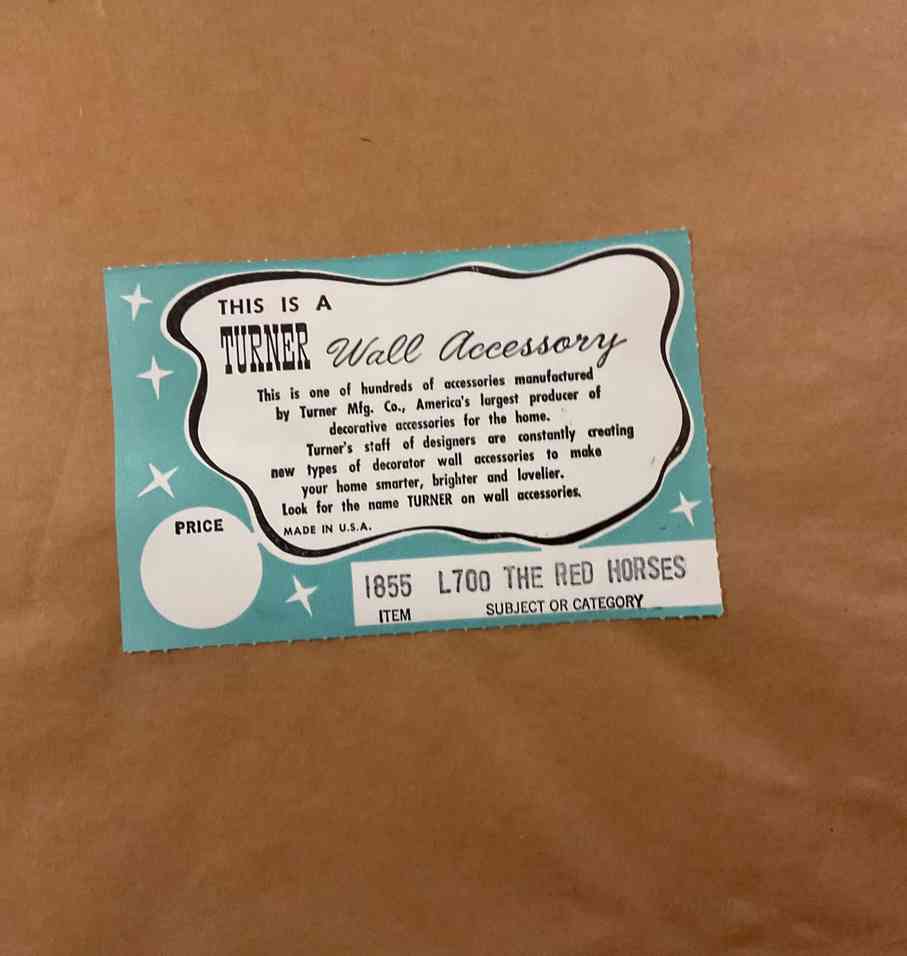 THIS IS A
TURNER Wall Accessory
This is one of hundreds of accessories manufactured
by Turner Mfg. Co., America's largest producer of
decorative accessories for the home.
Turner's staff of designers are constantly creating
new types of decorator wall accessories to make
your home smarter, brighter and lovelier.
Look for the name TURNER on wall accessories.
MADE IN U.S.A.
PRICE
1855 L700 THE RED HORSES
ITEM SUBJECT OR CATEGORY